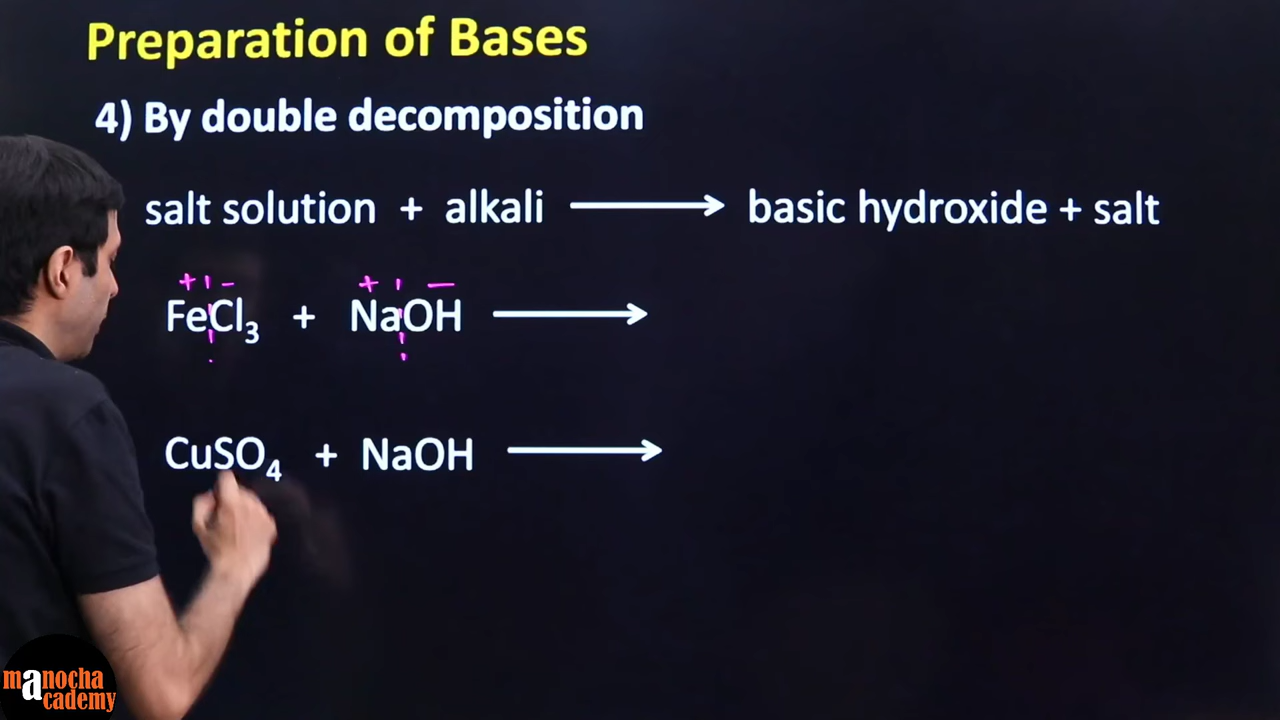 Preparation of Bases
4) By double decomposition
salt solution + alkali ⟶ basic hydroxide + salt
+ -   + -
FeCl₃ + NaOH ⟶
CuSO₄ + NaOH ⟶
manocha
academy